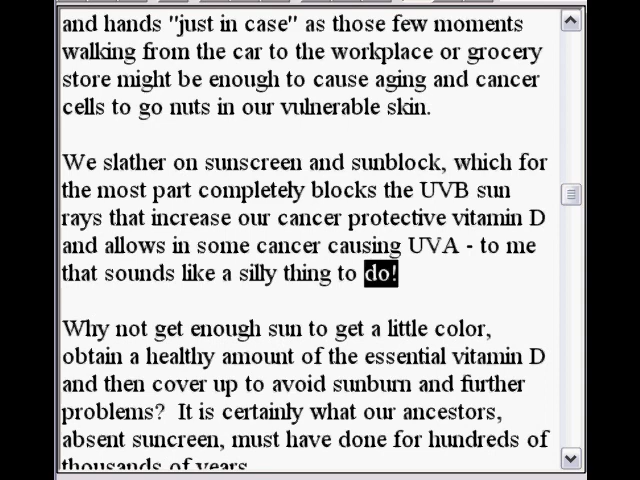 and hands "just in case" as those few moments
walking from the car to the workplace or grocery
store might be enough to cause aging and cancer
cells to go nuts in our vulnerable skin.
We slather on sunscreen and sunblock, which for
the most part completely blocks the UVB sun
rays that increase our cancer protective vitamin D
and allows in some cancer causing UVA - to me
that sounds like a silly thing to do!
Why not get enough sun to get a little color,
obtain a healthy amount of the essential vitamin D
and then cover up to avoid sunburn and further
problems?  It is certainly what our ancestors,
absent suncreen, must have done for hundreds of
thousands of years